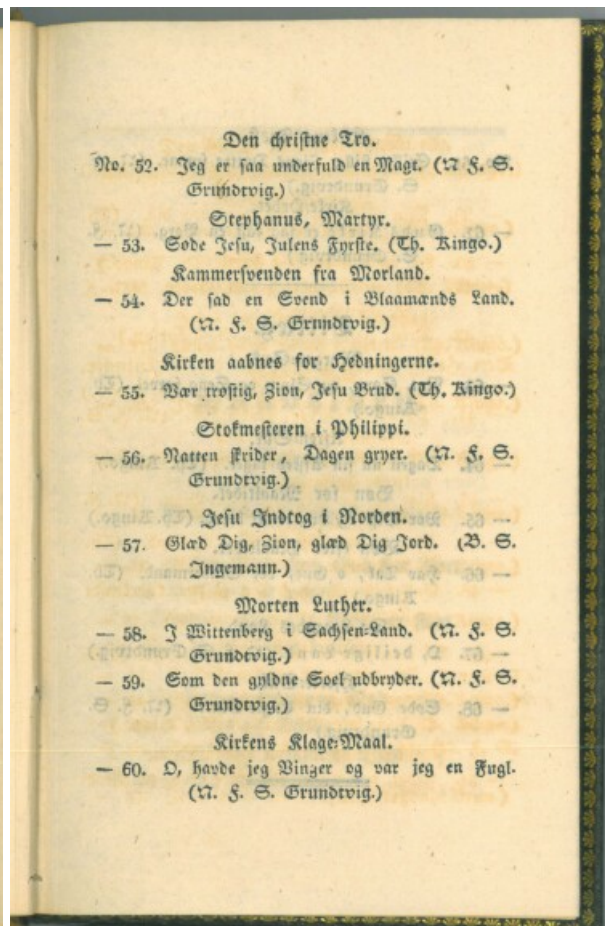 Den christne Tro.
No. 52. Jeg er saa underfuld en Magt. (N F. S.
Grundtvig.)
Stephanus, Martyr.
— 53. Søde Jesu, Julens Fyrste. (Th. Kingo.)
Kammersvenden fra Morland.
— 54. Der sad en Svend i Blaamænds Land.
(N. F. S. Grundtvig.)
Kirken aabnes for Hedningerne.
— 55. Vær trøstig, Zion, Jesu Brud. (Th. Kingo.)
Stokmesteren i Philippi.
— 56. Natten skrider, Dagen gryer. (N. F. S.
Grundtvig.)
Jesu Indtog i Norden.
— 57. Glæd Dig, Zion, glæd Dig Jord. (B. S.
Ingemann.)
Morten Luther.
— 58. I Wittenberg i Sachsen-Land. (N. F. S.
Grundtvig.)
— 59. Som den gyldne Soel udbryder. (N. F. S.
Grundtvig.)
Kirkens Klage-Maal.
— 60. O, havde jeg Vinger og var jeg en Fugl.
(N. F. S. Grundtvig.)